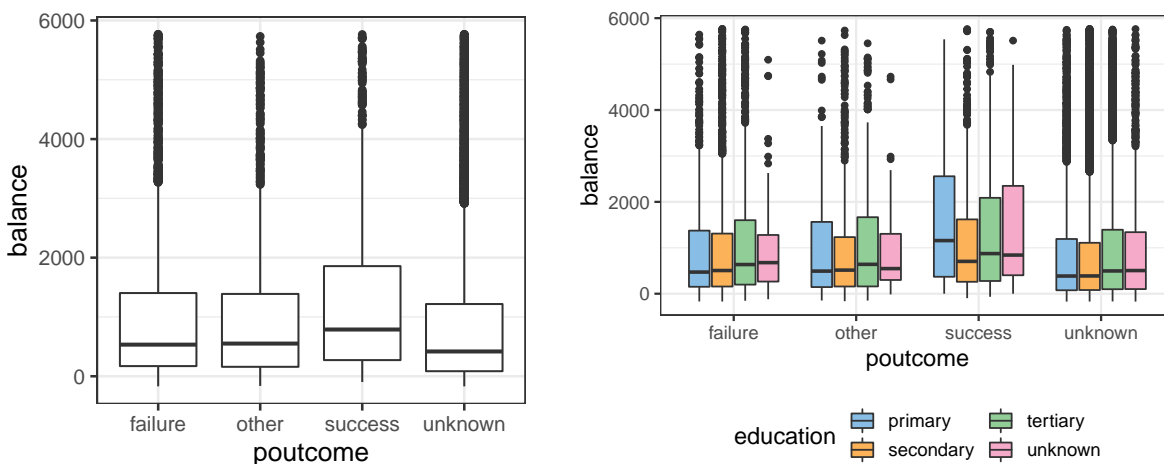 6000
4000
2000
0
balance
failure other success unknown
poutcome
6000
4000
2000
0
balance
failure other success unknown
poutcome
education
primary
secondary
tertiary
unknown